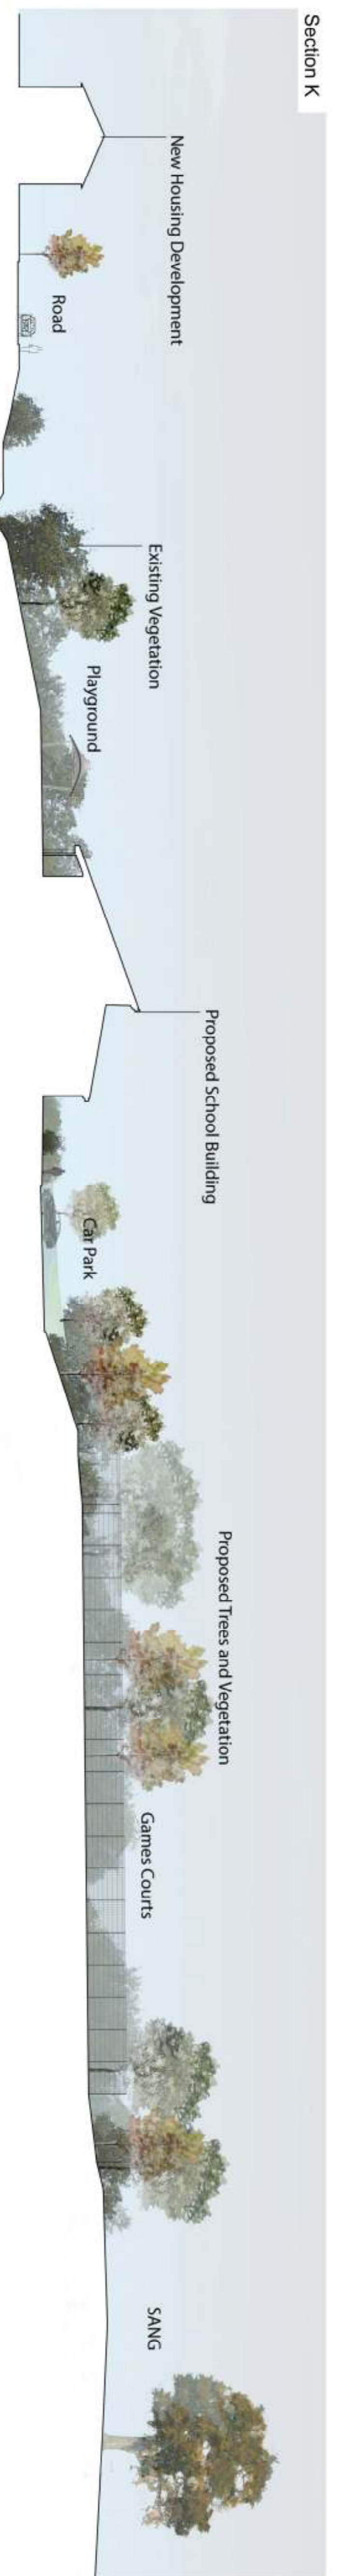 Section K
New Housing Development
Road
Existing Vegetation
Playground
Proposed School Building
Car Park
Proposed Trees and Vegetation
Games Courts
SANG